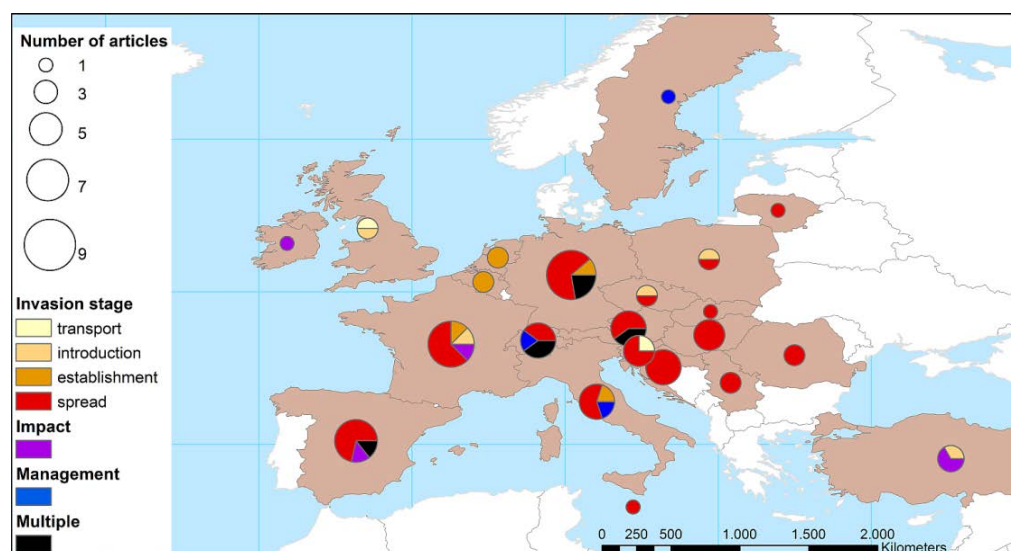 Number of articles
1
3
5
7
9
Invasion stage
transport
introduction
establishment
spread
Impact
Management
Multiple
0 250 500 1.000 1.500 2.000
Kilometers